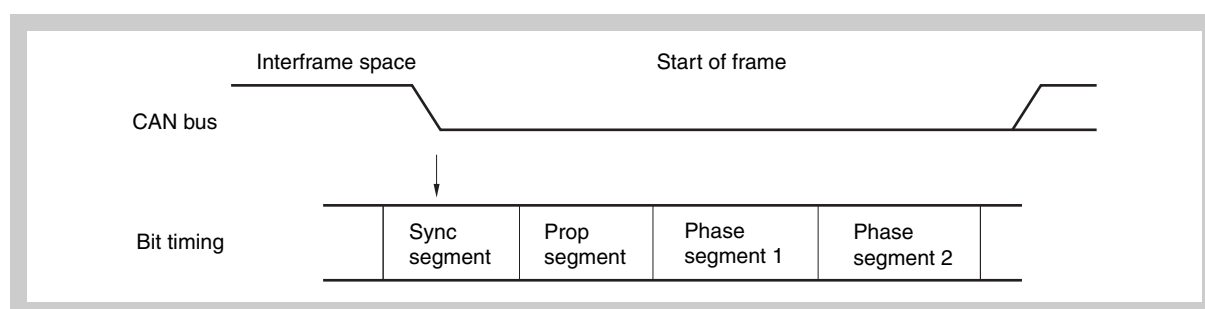 Interframe space
Start of frame
CAN bus
Bit timing
Sync
segment
Prop
segment
Phase
segment 1
Phase
segment 2